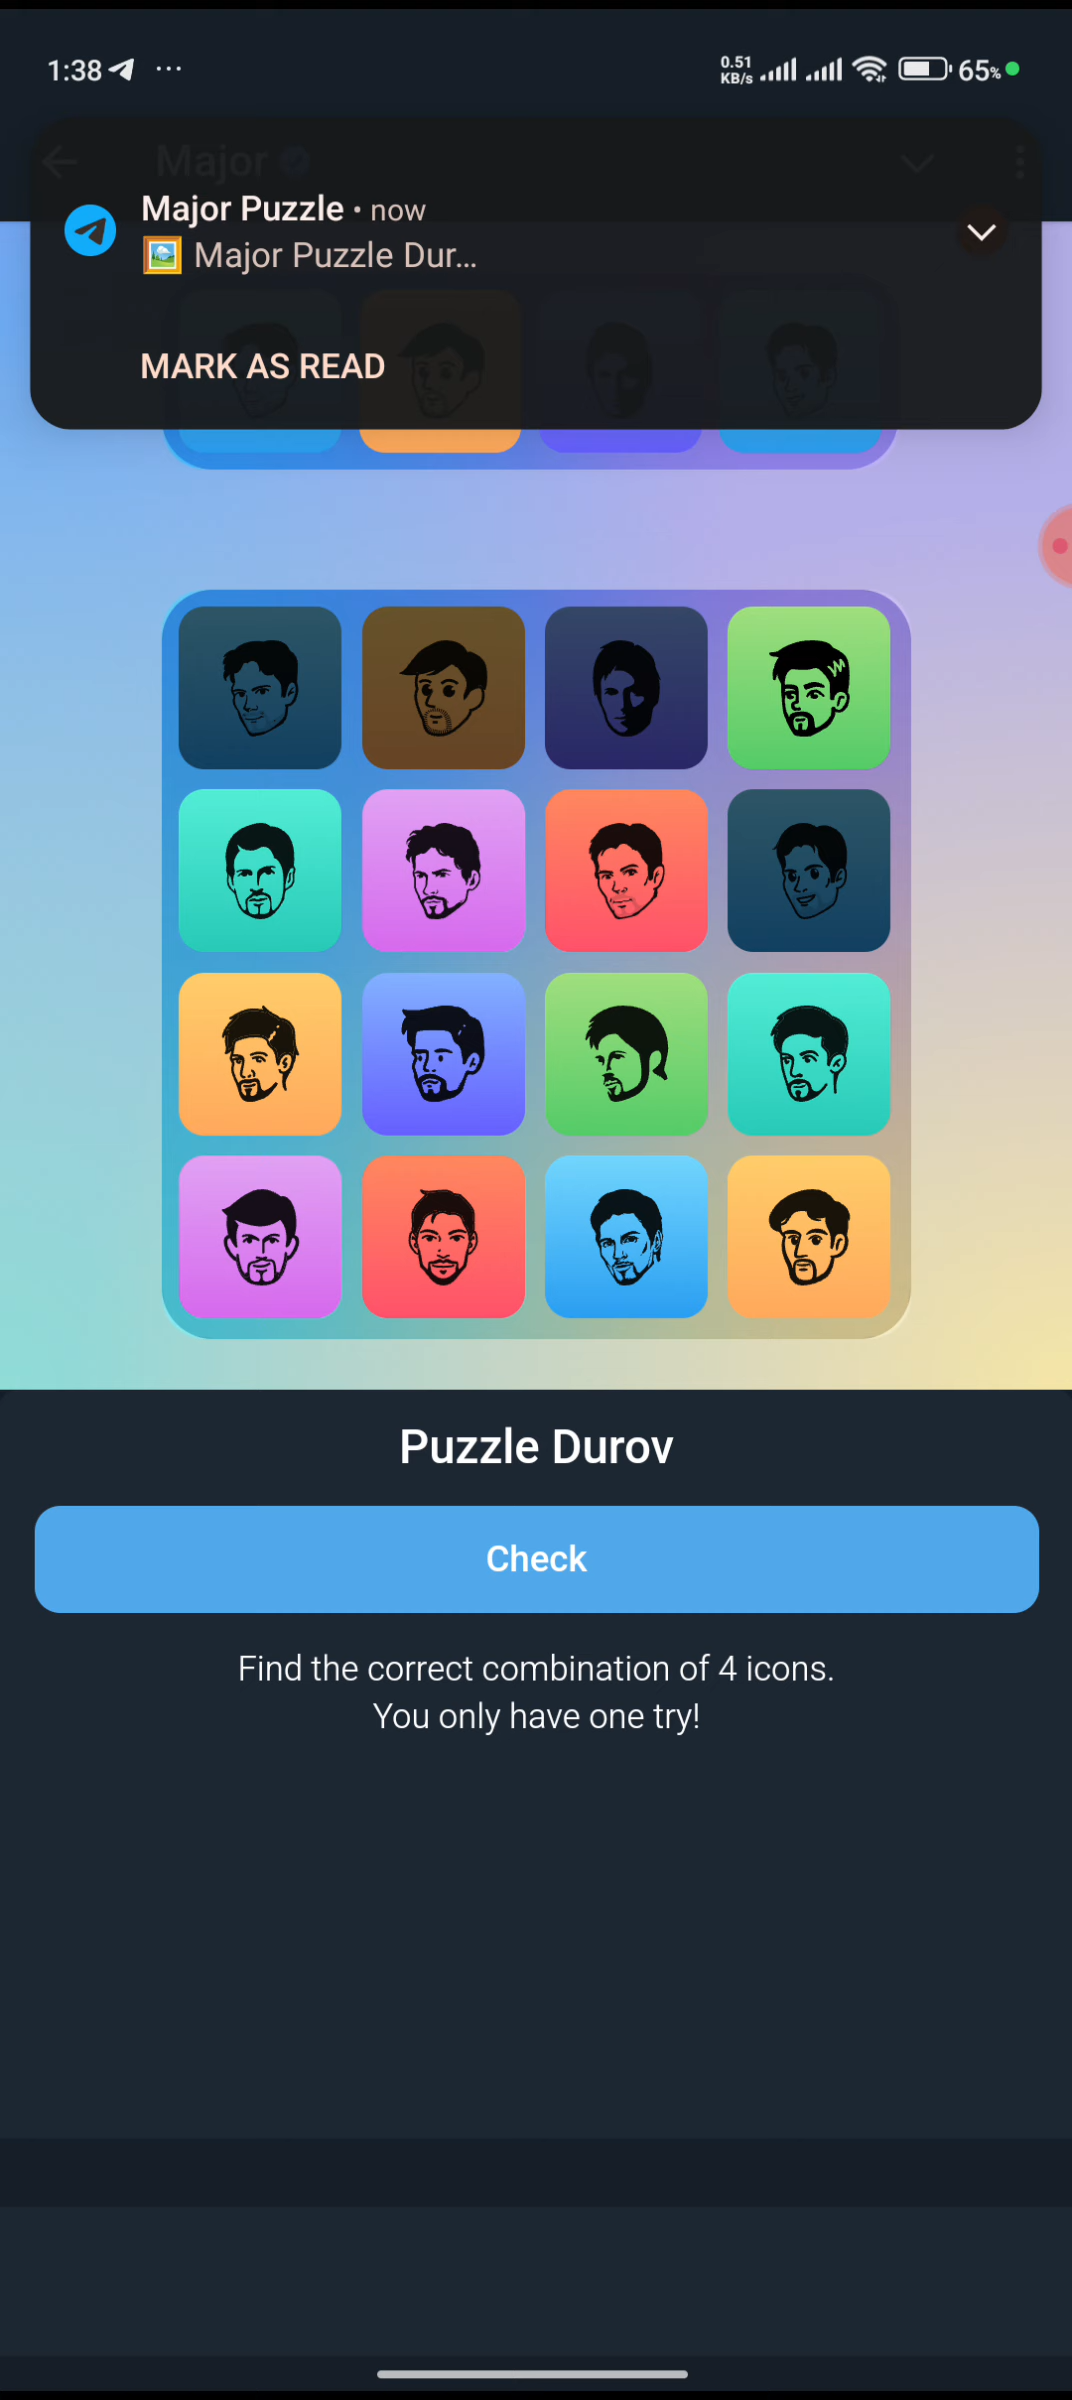 1:38 ...
0.51
KB/s
65%
Major
Major Puzzle • now
Major Puzzle Dur...
MARK AS READ
Puzzle Durov
Check
Find the correct combination of 4 icons.
You only have one try!